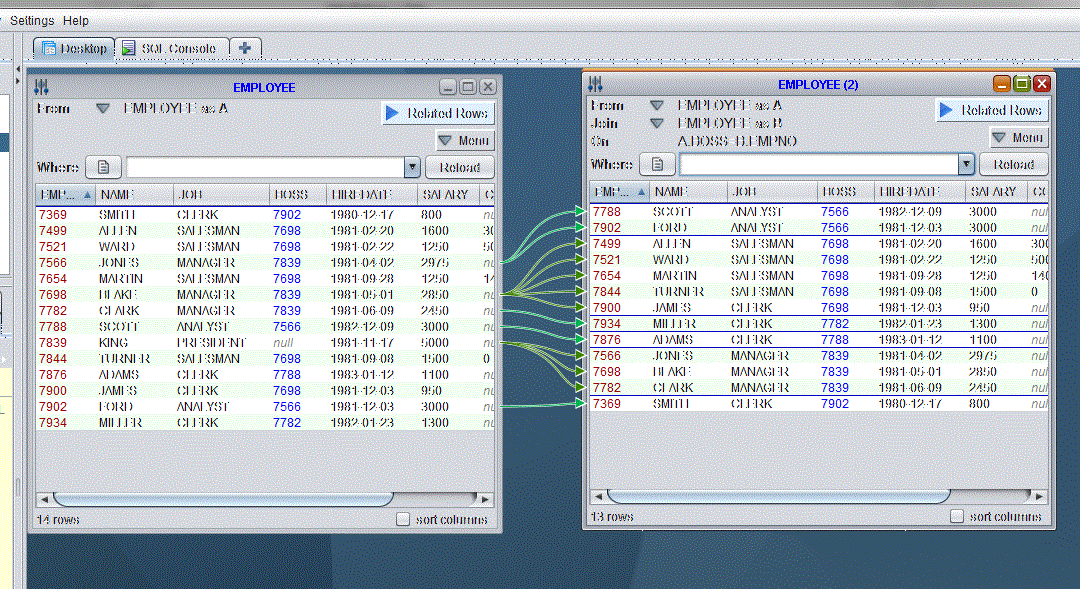 Settings Help
Desktop SQL Console
EMPLOYEE
From EMPLOYEE as A
Related Rows
Menu
Where Reload
EMP... NAME JOB BOSS HIREDATE SALARY C
7369 SMITH CLERK 7902 1980-12-17 800 nu
7499 ALLEN SALESMAN 7698 1981-02-20 1600 30
7521 WARD SALESMAN 7698 1981-02-22 1250 50
7566 JONES MANAGER 7839 1981-04-02 2975 nu
7654 MARTIN SALESMAN 7698 1981-09-28 1250 14
7698 BLAKE MANAGER 7839 1981-05-01 2850 nu
7782 CLARK MANAGER 7839 1981-06-09 2450 nu
7788 SCOTT ANALYST 7566 1982-12-09 3000 nu
7839 KING PRESIDENT null 1981-11-17 5000 nu
7844 TURNER SALESMAN 7698 1981-09-08 1500 0
7876 ADAMS CLERK 7788 1983-01-12 1100 nu
7900 JAMES CLERK 7698 1981-12-03 950 nu
7902 FORD ANALYST 7566 1981-12-03 3000 nu
7934 MILLER CLERK 7782 1982-01-23 1300 nu
14 rows sort columns
EMPLOYEE (2)
From EMPLOYEE as A
Join EMPLOYEE as B
On A.BOSS=B.EMPNO
Related Rows
Menu
Where Reload
EMP... NAME JOB BOSS HIREDATE SALARY CO
7788 SCOTT ANALYST 7566 1982-12-09 3000 nul
7902 FORD ANALYST 7566 1981-12-03 3000 nul
7499 ALLEN SALESMAN 7698 1981-02-20 1600 300
7521 WARD SALESMAN 7698 1981-02-22 1250 500
7654 MARTIN SALESMAN 7698 1981-09-28 1250 140
7844 TURNER SALESMAN 7698 1981-09-08 1500 0
7900 JAMES CLERK 7698 1981-12-03 950 nul
7934 MILLER CLERK 7782 1982-01-23 1300 nul
7876 ADAMS CLERK 7788 1983-01-12 1100 nul
7566 JONES MANAGER 7839 1981-04-02 2975 nul
7698 BLAKE MANAGER 7839 1981-05-01 2850 nul
7782 CLARK MANAGER 7839 1981-06-09 2450 nul
7369 SMITH CLERK 7902 1980-12-17 800 nul
13 rows sort columns